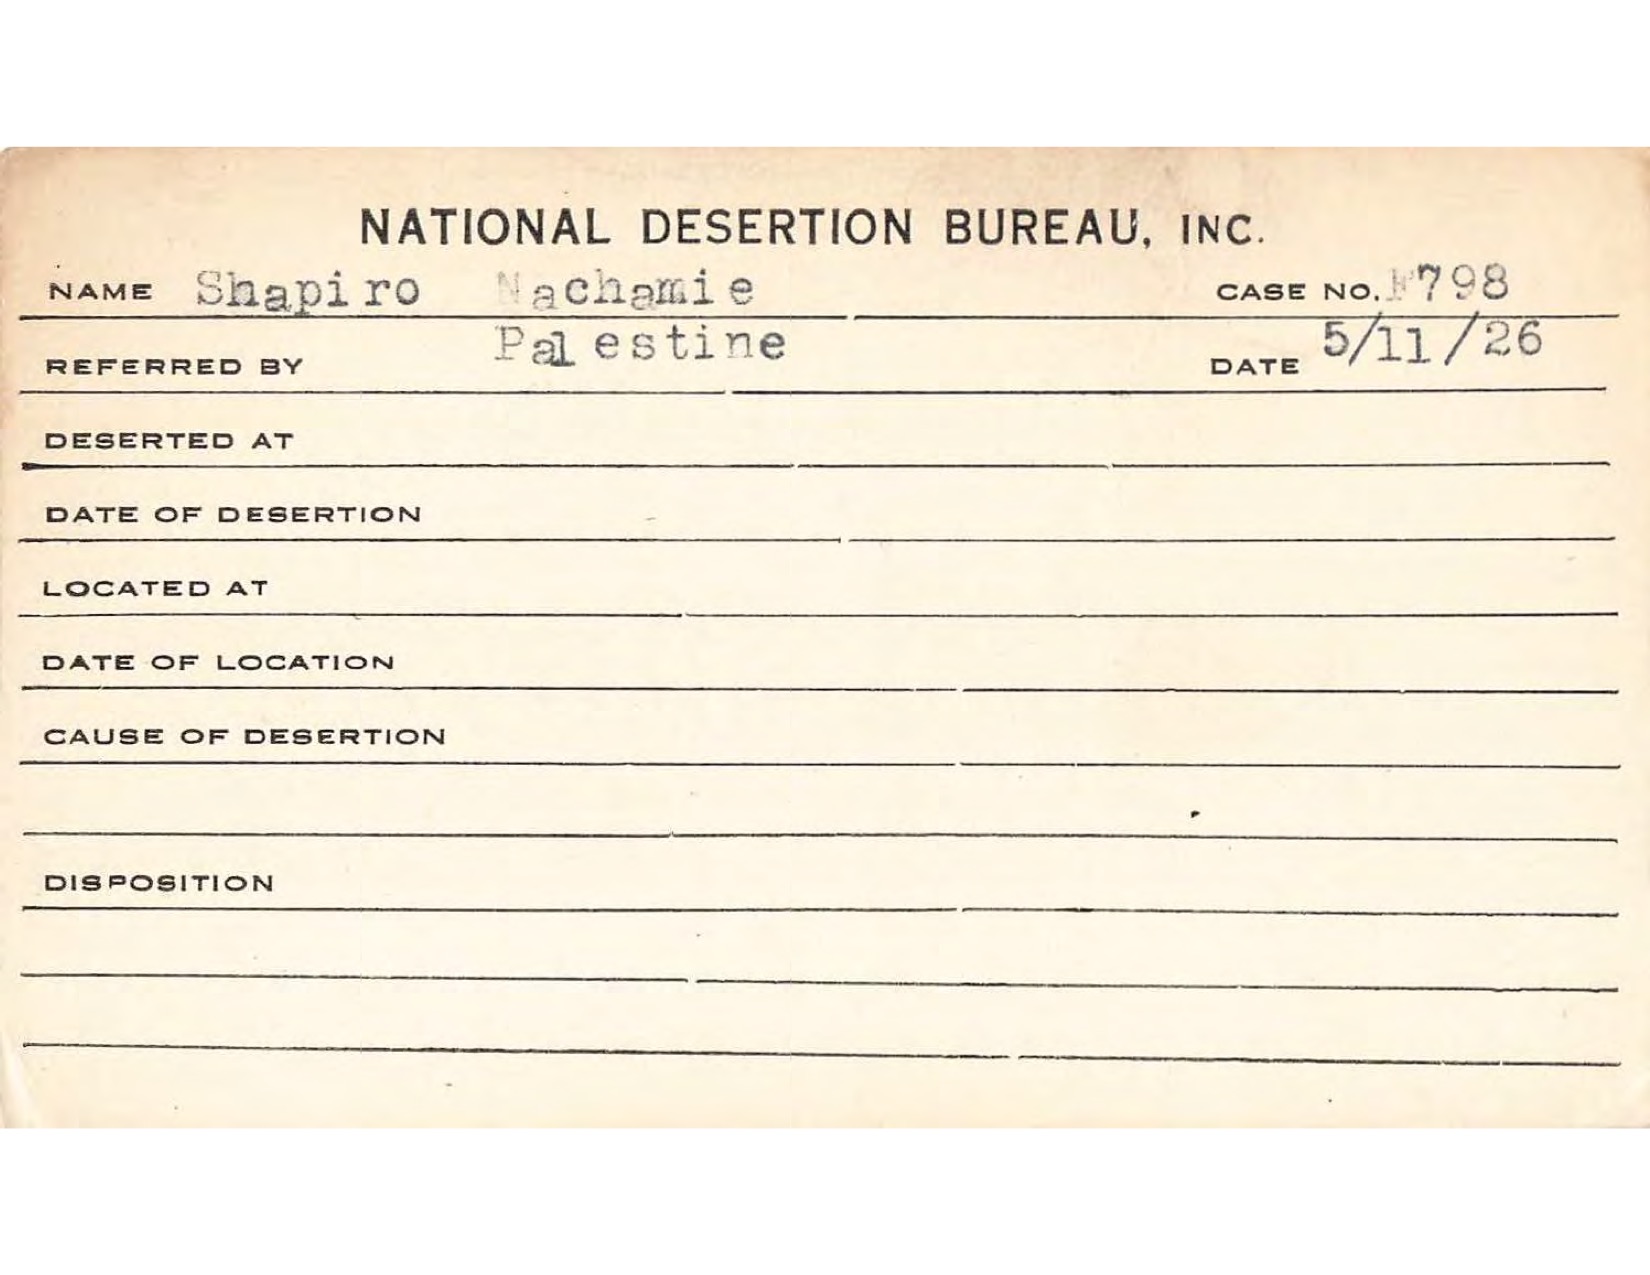 NATIONAL DESERTION BUREAU, INC.
NAME Shapiro Nachamie CASE NO. F798
REFERRED BY Palestine DATE 5/11/26
DESERTED AT
DATE OF DESERTION
LOCATED AT
DATE OF LOCATION
CAUSE OF DESERTION
DISPOSITION